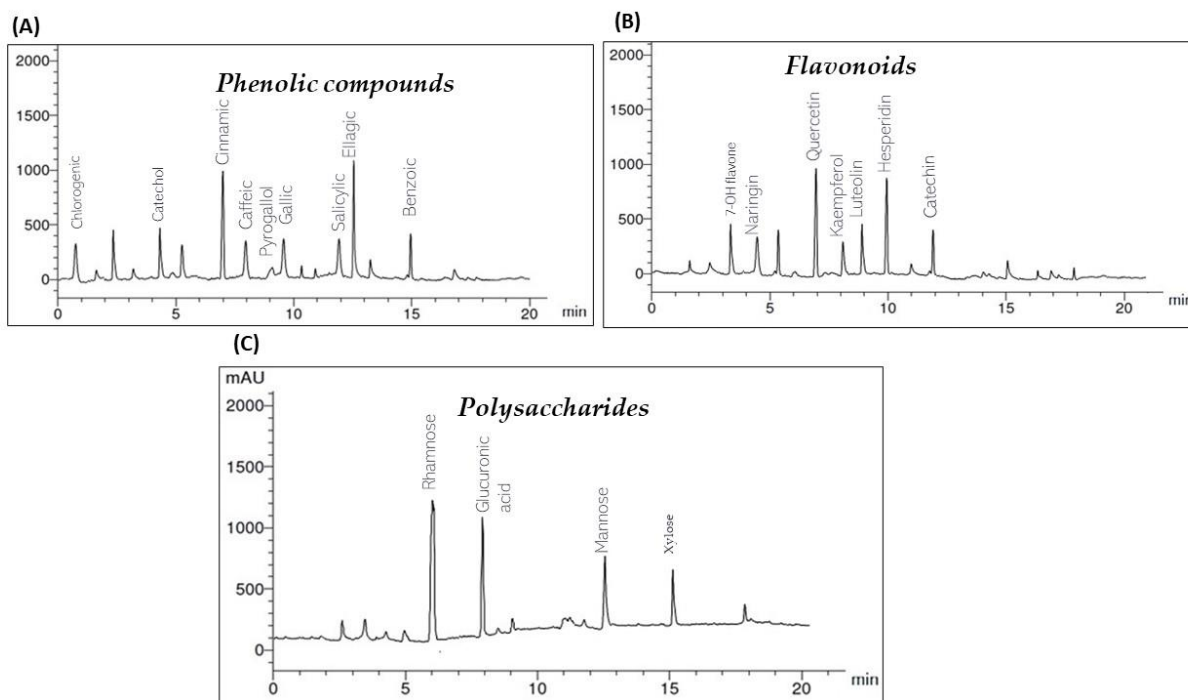 (A)
Phenolic compounds
2000
1500
1000
500
0
Chlorogenic
Catechol
Cinnamic
Caffeic
Pyrogallol
Gallic
Salicylic
Ellagic
Benzoic
0 5 10 15 20 min
(B)
Flavonoids
2000
1500
1000
500
0
7-OH flavone
Naringin
Quercetin
Kaempferol
Luteolin
Hesperidin
Catechin
0 5 10 15 20 min
(C)
mAU
Polysaccharides
2000
1500
1000
500
0
Rhamnose
Glucuronic
acid
Mannose
Xylose
0 5 10 15 20 min